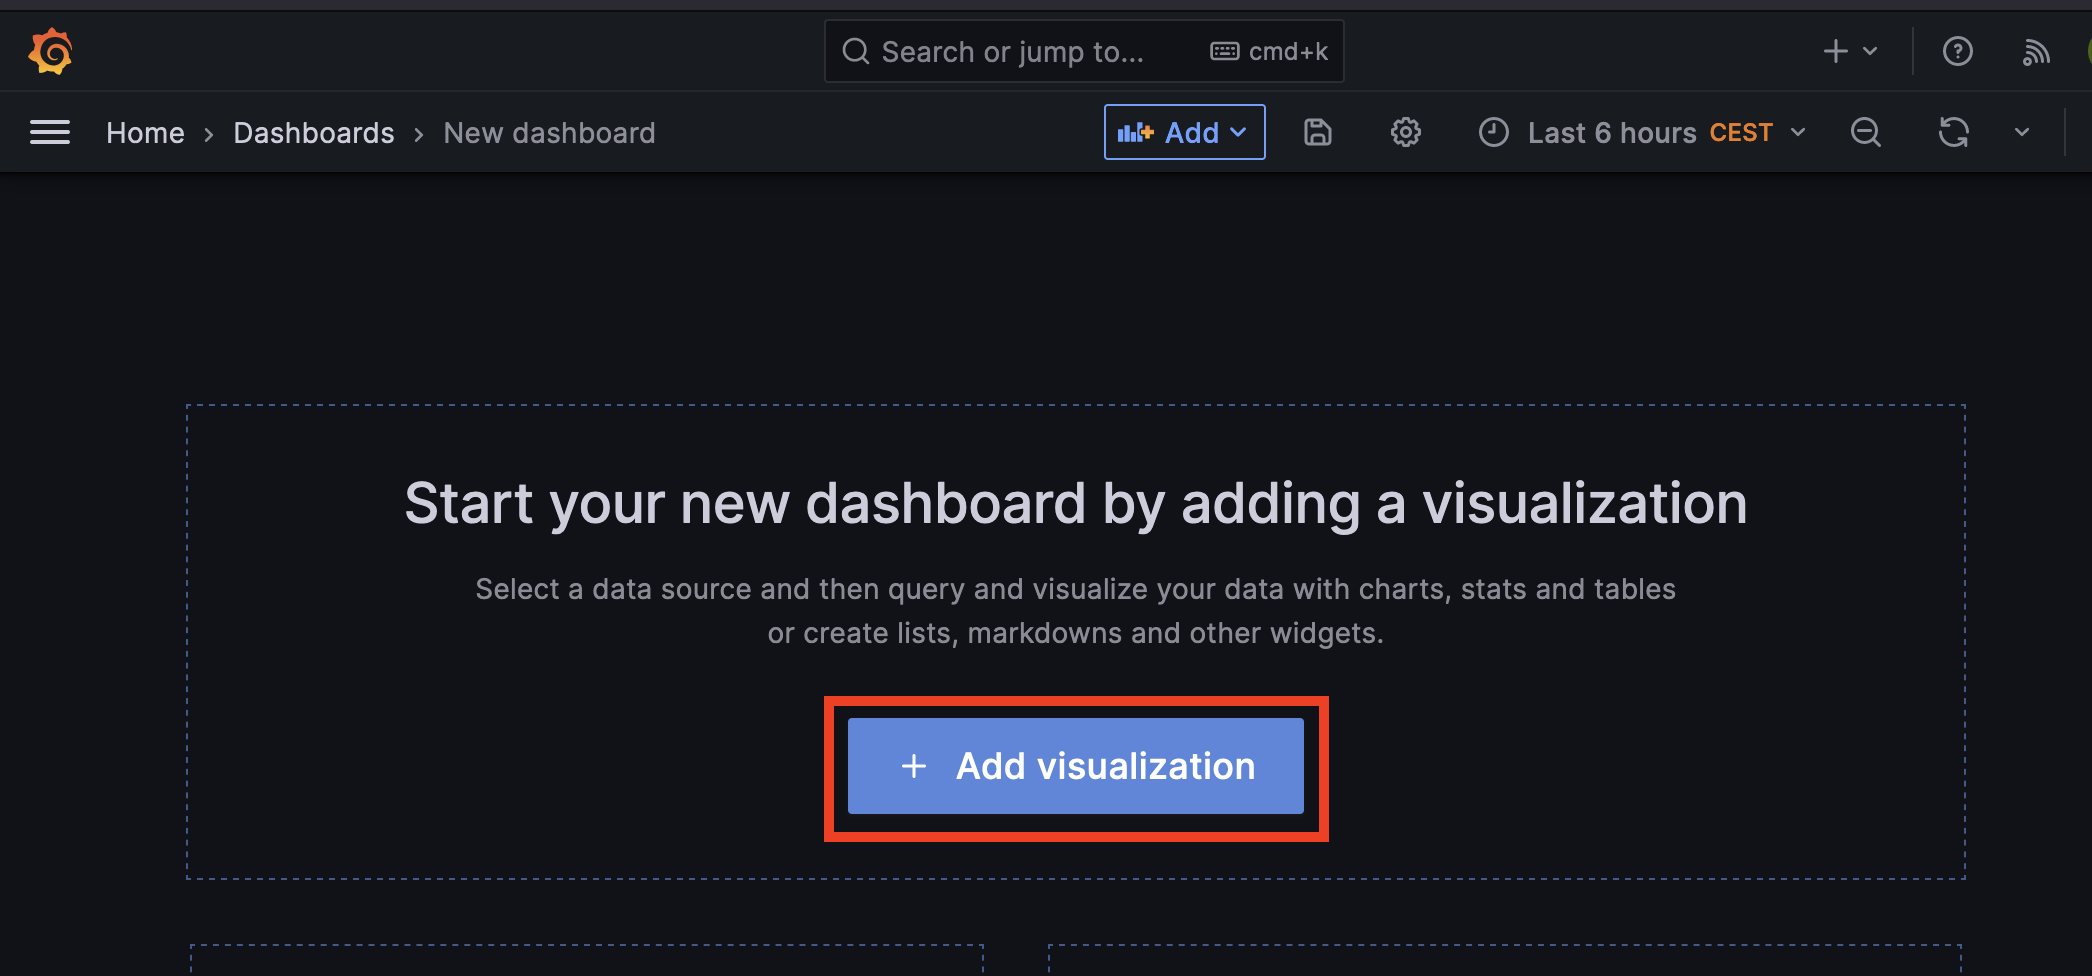 Search or jump to...
cmd+k
Home › Dashboards › New dashboard
Add
Last 6 hours CEST
Start your new dashboard by adding a visualization
Select a data source and then query and visualize your data with charts, stats and tables
or create lists, markdowns and other widgets.
+ Add visualization